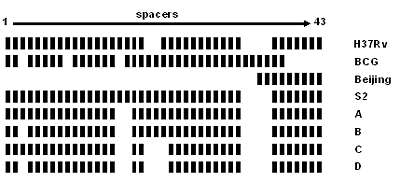 spacers
1 43
H37Rv
BCG
Beijing
S2
A
B
C
D